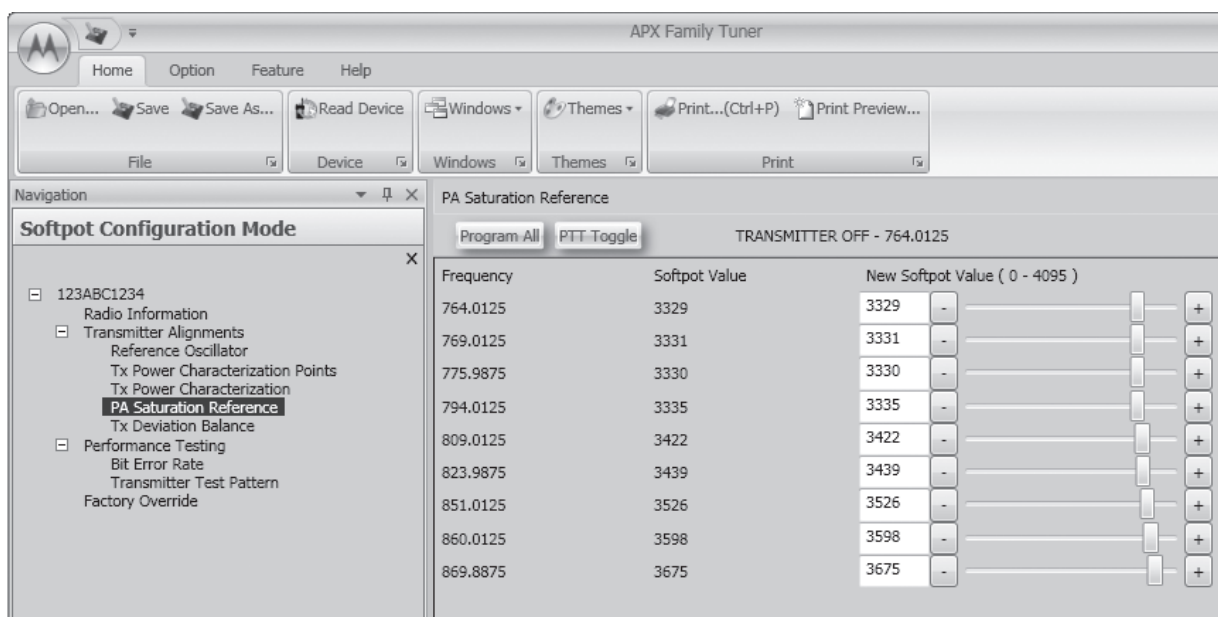 APX Family Tuner
Home Option Feature Help
Open... Save Save As... Read Device Windows Themes Print...(Ctrl+P) Print Preview...
File Device Windows Themes Print
Navigation
Softpot Configuration Mode
123ABC1234
Radio Information
Transmitter Alignments
Reference Oscillator
Tx Power Characterization Points
Tx Power Characterization
PA Saturation Reference
Tx Deviation Balance
Performance Testing
Bit Error Rate
Transmitter Test Pattern
Factory Override
PA Saturation Reference
Program All PTT Toggle TRANSMITTER OFF - 764.0125
Frequency Softpot Value New Softpot Value ( 0 - 4095 )
764.0125 3329 3329 - +
769.0125 3331 3331 - +
775.9875 3330 3330 - +
794.0125 3335 3335 - +
809.0125 3422 3422 - +
823.9875 3439 3439 - +
851.0125 3526 3526 - +
860.0125 3598 3598 - +
869.8875 3675 3675 - +